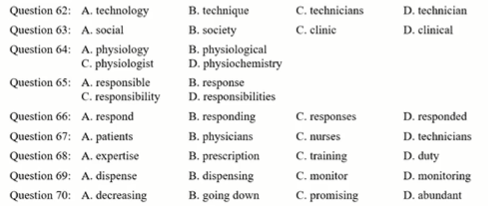 Question 62: A. technology B. technique C. technicians D. technician
Question 63: A. social B. society C. clinic D. clinical
Question 64: A. physiology B. physiological
C. physiologist D. physiochemistry
Question 65: A. responsible B. response
C. responsibility D. responsibilities
Question 66: A. respond B. responding C. responses D. responded
Question 67: A. patients B. physicians C. nurses D. technicians
Question 68: A. expertise B. prescription C. training D. duty
Question 69: A. dispense B. dispensing C. monitor D. monitoring
Question 70: A. decreasing B. going down C. promising D. abundant